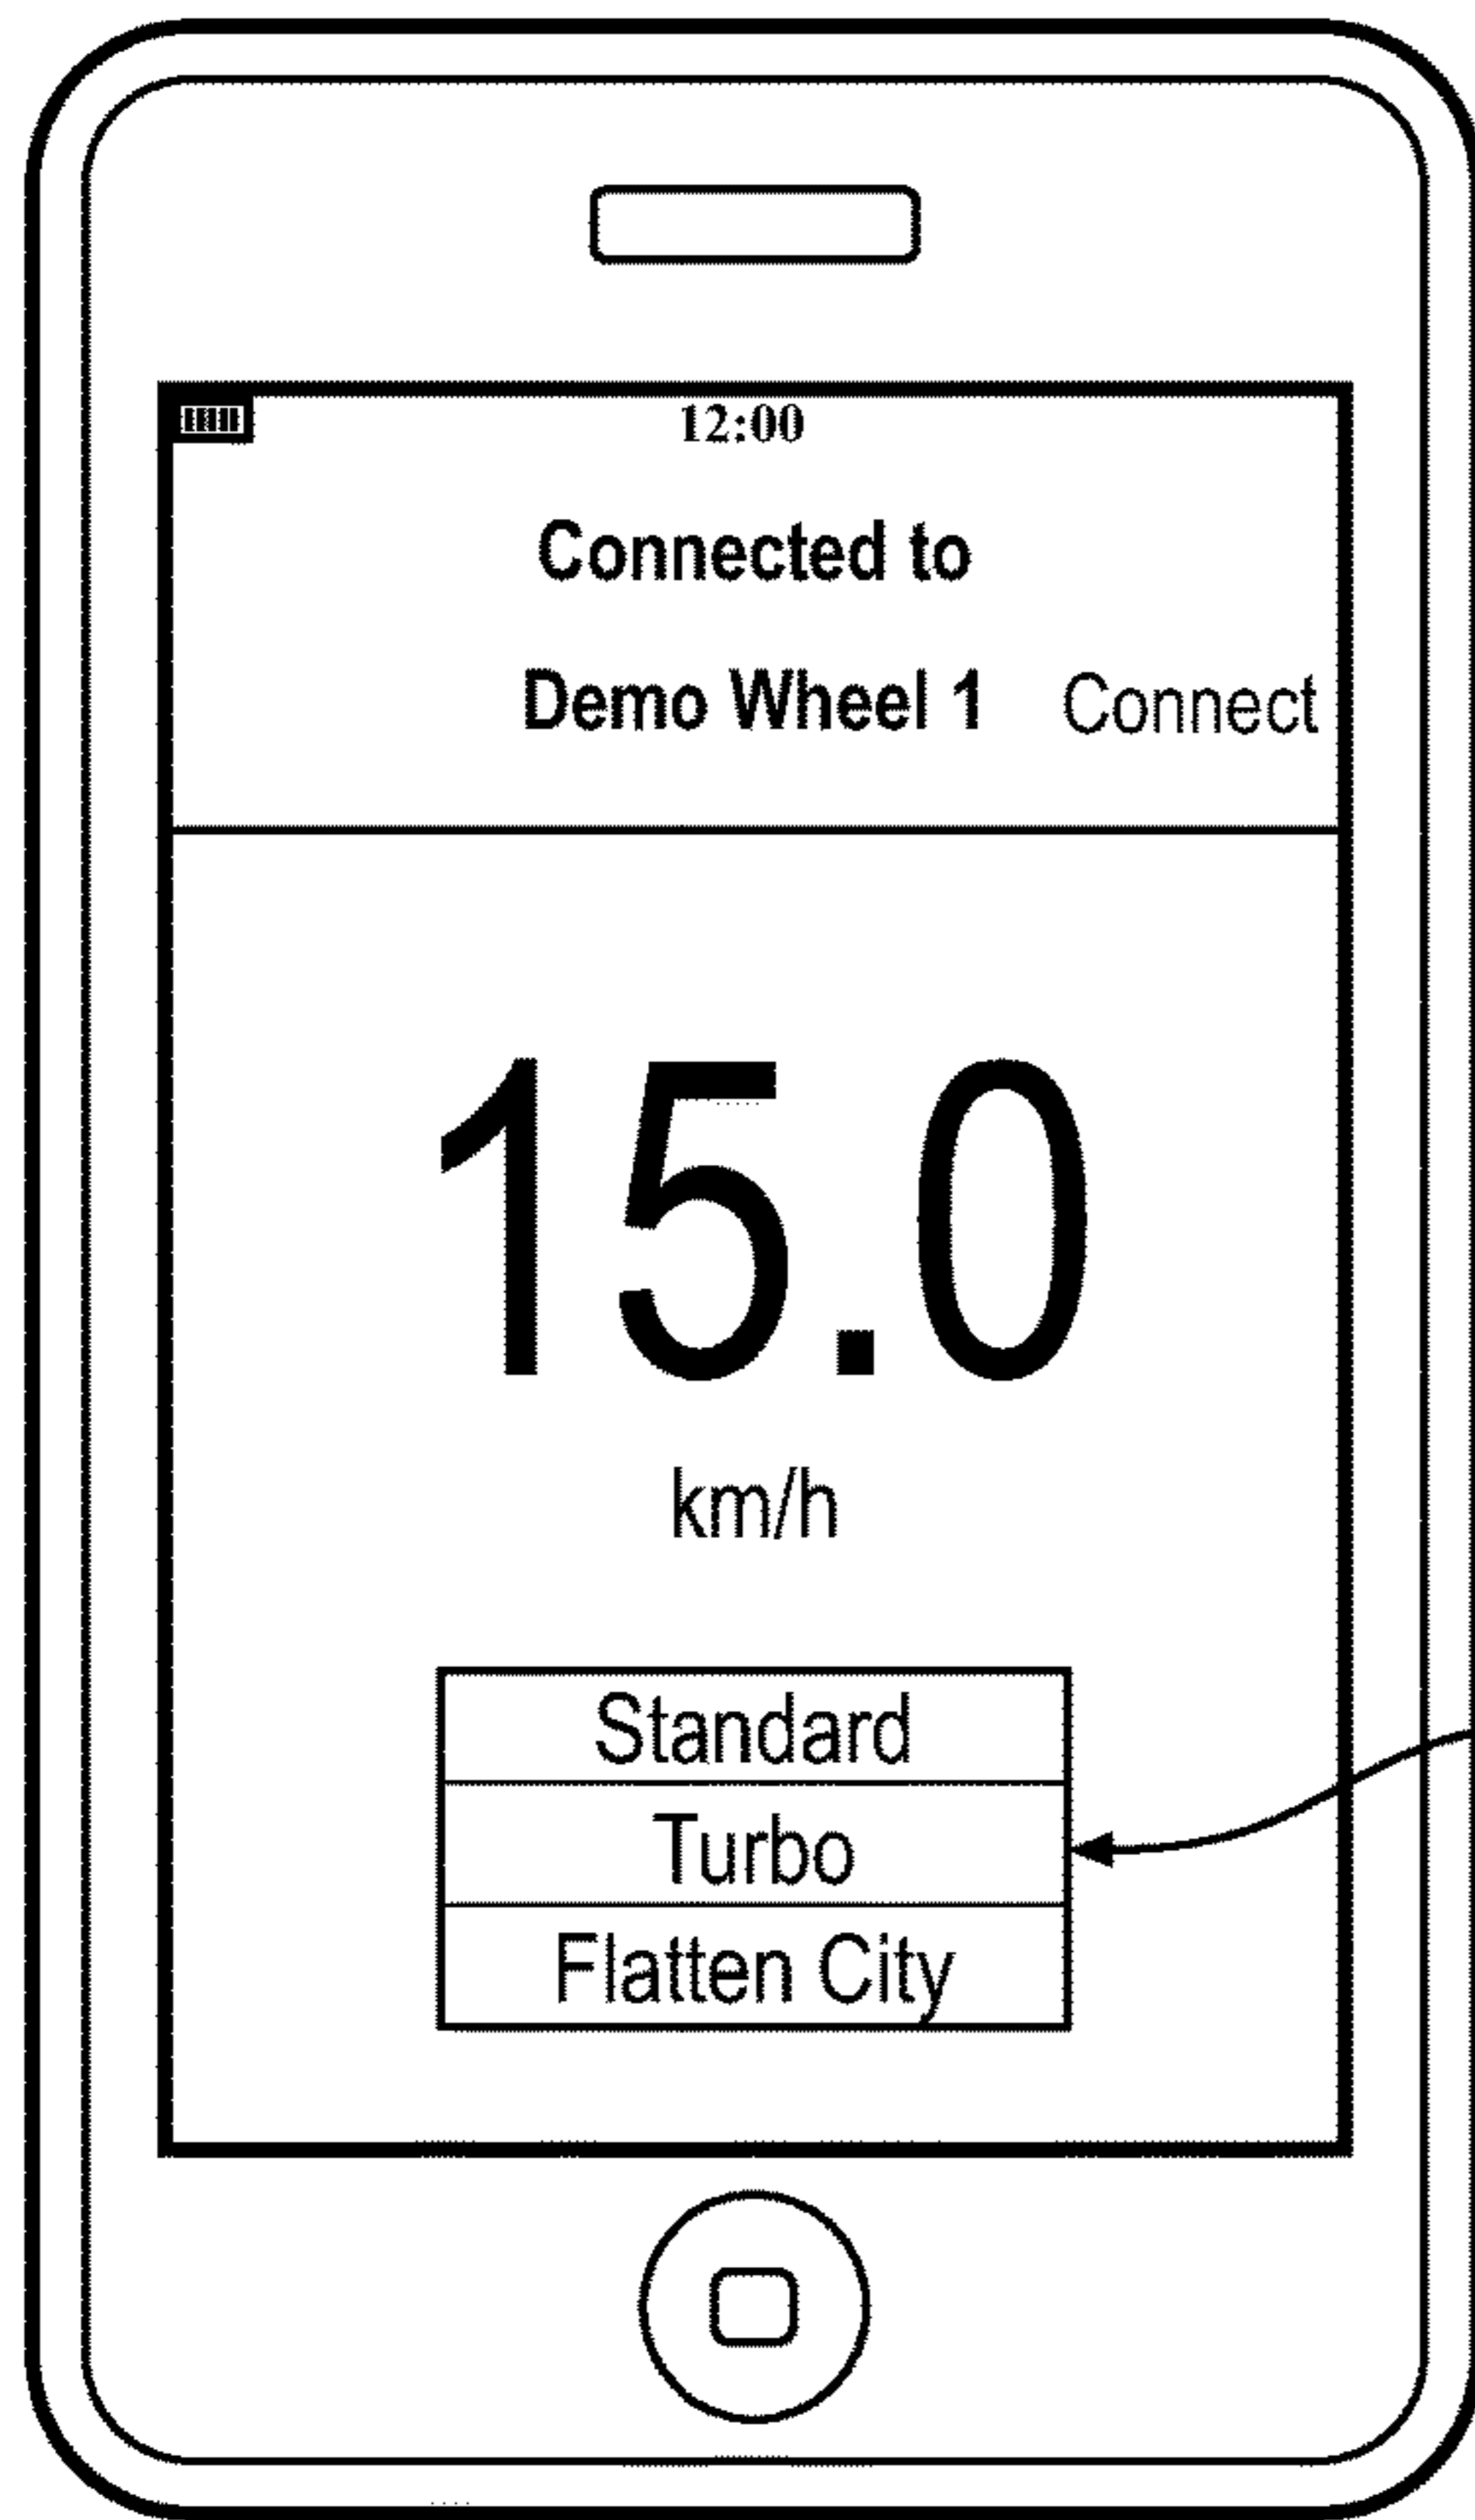 12:00
Connected to
Demo Wheel 1 Connect
15.0
km/h
Standard
Turbo
Flatten City